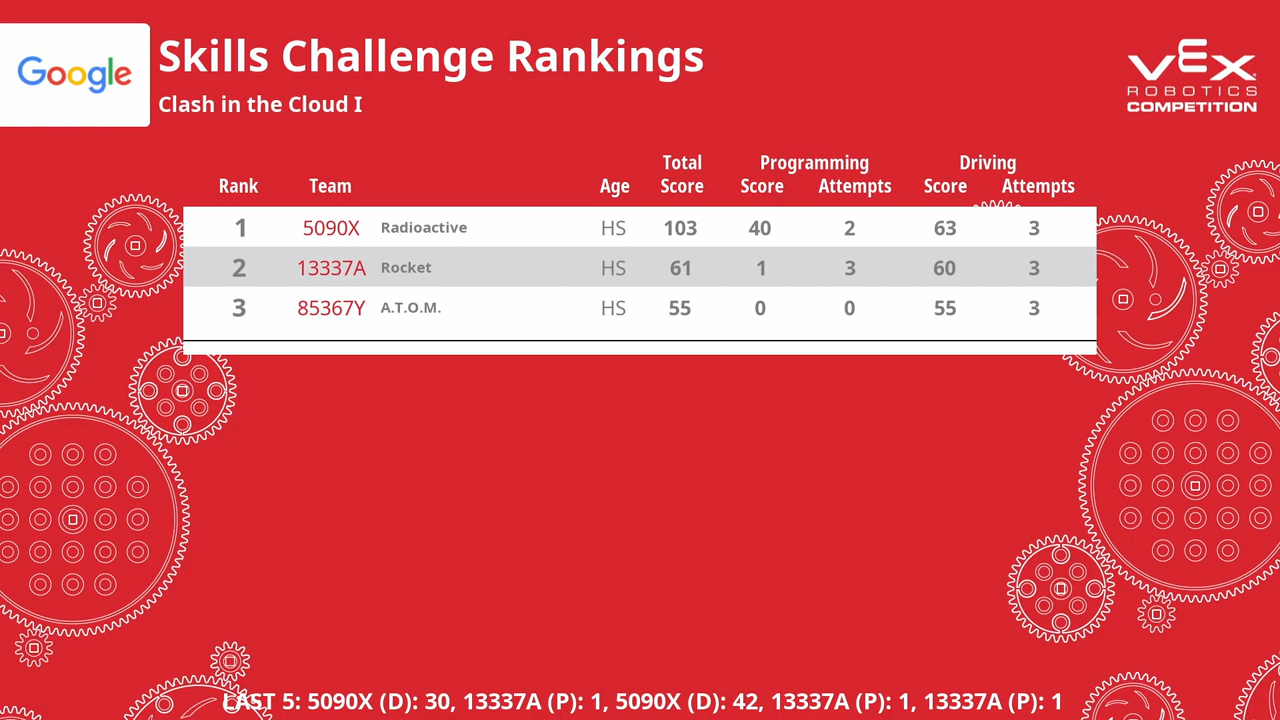 Google
Skills Challenge Rankings
Clash in the Cloud I
VEX
ROBOTICS
COMPETITION
Total Programming Driving
Rank Team Age Score Score Attempts Score Attempts
1 5090X Radioactive HS 103 40 2 63 3
2 13337A Rocket HS 61 1 3 60 3
3 85367Y A.T.O.M. HS 55 0 0 55 3
LAST 5: 5090X (D): 30, 13337A (P): 1, 5090X (D): 42, 13337A (P): 1, 13337A (P): 1